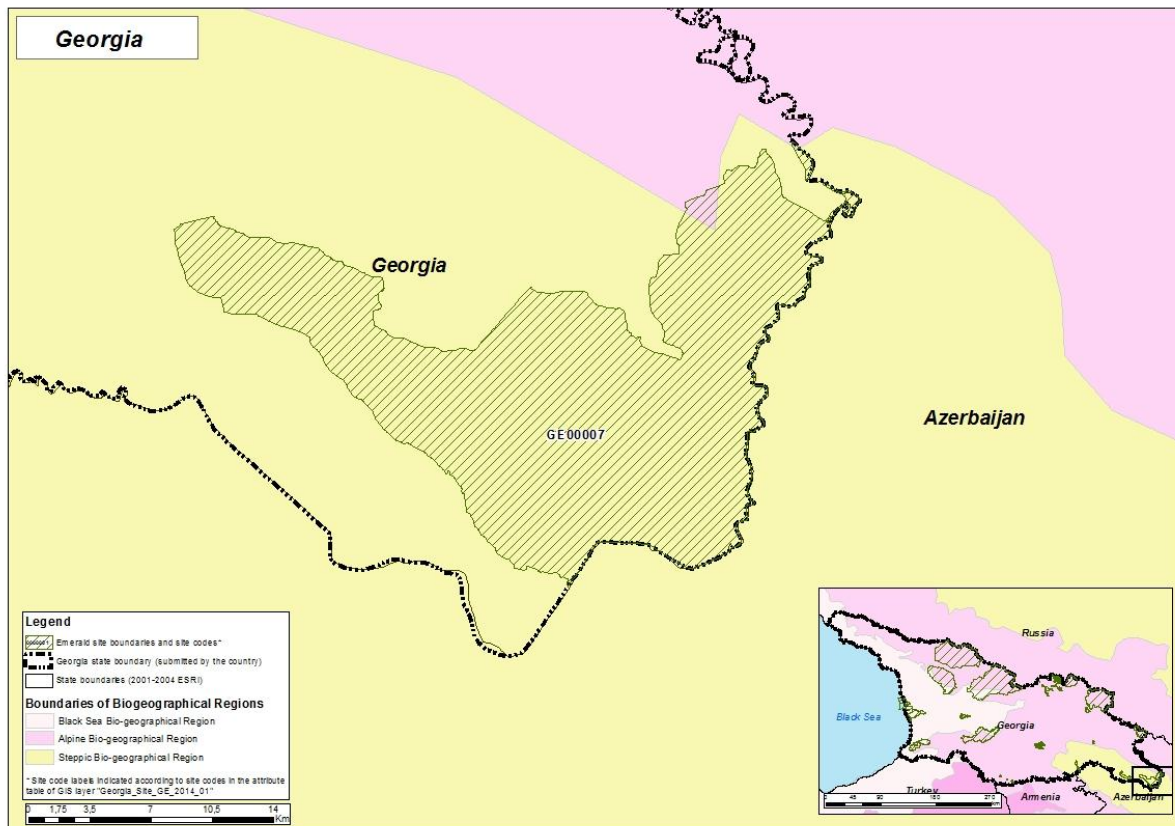 Georgia
Georgia
Azerbaijan
GE00007
Legend
Emerald site boundaries and site codes*
Georgia state boundary (submitted by the country)
State boundaries (2001-2004 ESRI)
Boundaries of Biogeographical Regions
Black Sea Bio-geographical Region
Alpine Bio-geographical Region
Steppic Bio-geographical Region
* Site code labels indicated according to site codes in the attribute
table of GIS layer "Georgia_Site_GE_2014_01"
0 1,75 3,5 7 10,5 14
Km
Russia
Black Sea
Georgia
Turkey
Armenia
Azerbaijan